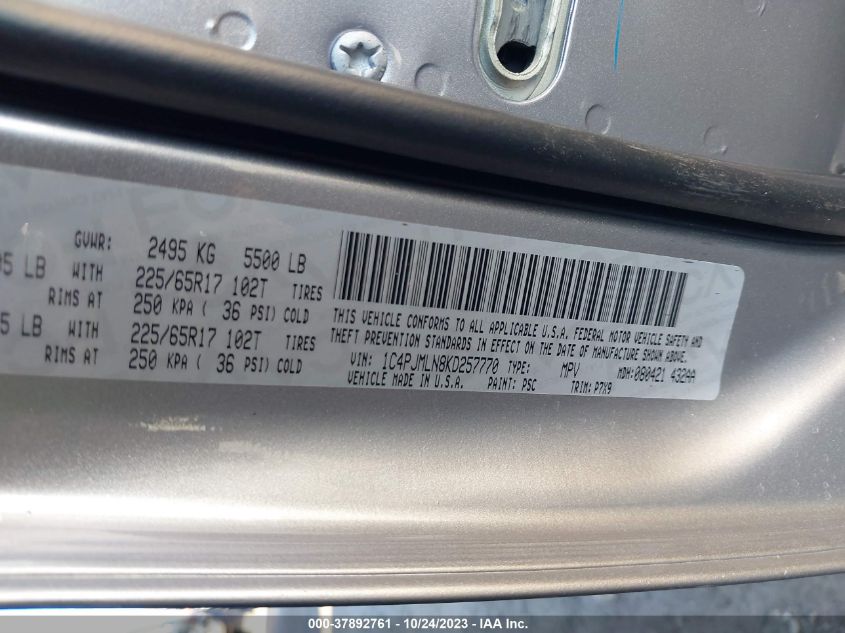 GVWR: 2495 KG 5500 LB
5 LB WITH 225/65R17 102T TIRES
RIMS AT 250 KPA ( 36 PSI) COLD
5 LB WITH 225/65R17 102T TIRES
RIMS AT 250 KPA ( 36 PSI) COLD
THIS VEHICLE CONFORMS TO ALL APPLICABLE U.S.A. FEDERAL MOTOR VEHICLE SAFETY AND
THEFT PREVENTION STANDARDS IN EFFECT ON THE DATE OF MANUFACTURE SHOWN ABOVE.
VIN: 1C4PJMLN8KD257770 TYPE: MPV MDH: 080421 432AA
VEHICLE MADE IN U.S.A. PAINT: PSC TRIM: P7X9
000-37892761 - 10/24/2023 - IAA Inc.